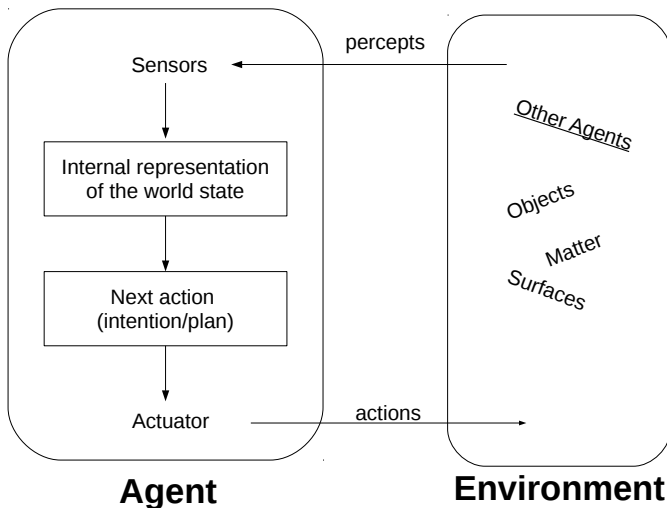 percepts
Sensors
Other Agents
Internal representation
of the world state
Objects
Matter
Surfaces
Next action
(intention/plan)
Actuator
actions
Agent
Environment